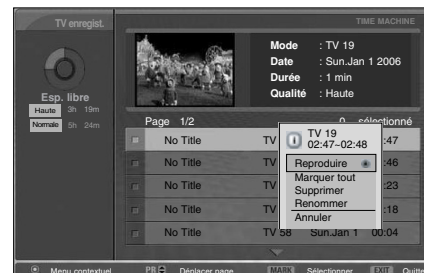 TV enregist.
TIME MACHINE
Mode : TV 19
Date : Sun.Jan 1 2006
Durée : 1 min
Qualité : Haute
Esp. libre
Haute 3h 19m
Normale 5h 24m
Page 1/2
0 sélectionné
No Title TV :47
No Title TV :46
No Title TV :23
No Title TV :18
No Title TV 58 Sun.Jan 1 00:04
TV 19
02:47~02:48
Reproduire
Marquer tout
Supprimer
Renommer
Annuler
Menu contextuel PR Déplacer page MARK Sélectionner EXIT Quitte